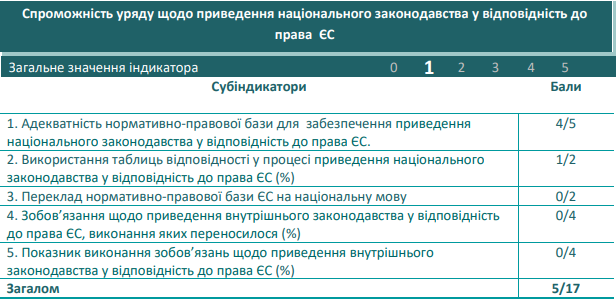 Спроможність уряду щодо приведення національного законодавства у відповідність до
права ЄС
Загальне значення індикатора 0 1 2 3 4 5
Субіндикатори Бали
1. Адекватність нормативно-правової бази для забезпечення приведення 4/5
національного законодавства у відповідність до права ЄС.
2. Використання таблиць відповідності у процесі приведення національного 1/2
законодавства у відповідність до права ЄС (%)
3. Переклад нормативно-правової бази ЄС на національну мову 0/2
4. Зобов’язання щодо приведення внутрішнього законодавства у відповідність 0/4
до права ЄС, виконання яких переносилося (%)
5. Показник виконання зобов’язань щодо приведення внутрішнього 0/4
законодавства у відповідність до права ЄС (%)
Загалом 5/17